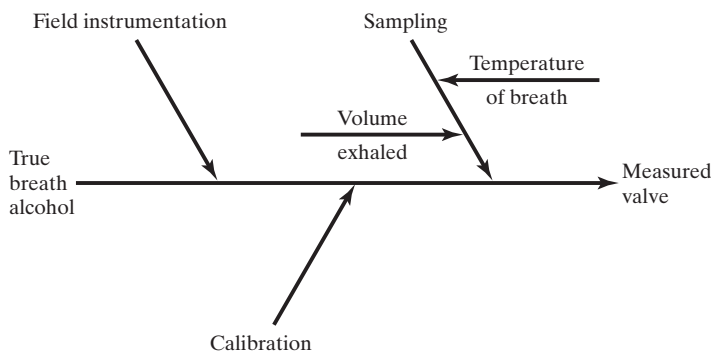 Field instrumentation
Sampling
Temperature
of breath
Volume
exhaled
True
breath
alcohol
Measured
valve
Calibration